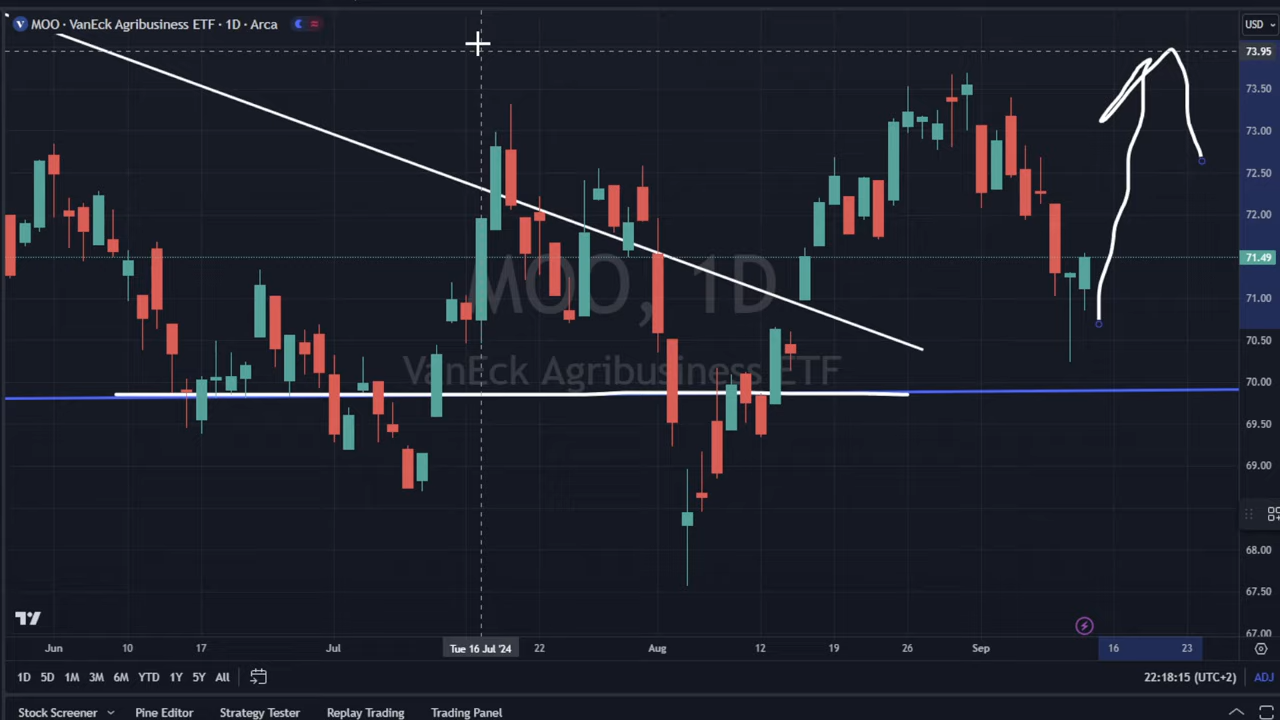 MOO · VanEck Agribusiness ETF · 1D · Arca
USD
73.95
73.50
73.00
72.50
72.00
71.49
71.00
70.50
70.00
69.50
69.00
68.00
67.50
67.00
MOO, 1D
VanEck Agribusiness ETF
Jun 10 17 Jul Tue 16 Jul '24 22 Aug 12 19 26 Sep 16 23
1D 5D 1M 3M 6M YTD 1Y 5Y All 22:18:15 (UTC+2) ADJ
Stock Screener Pine Editor Strategy Tester Replay Trading Trading Panel